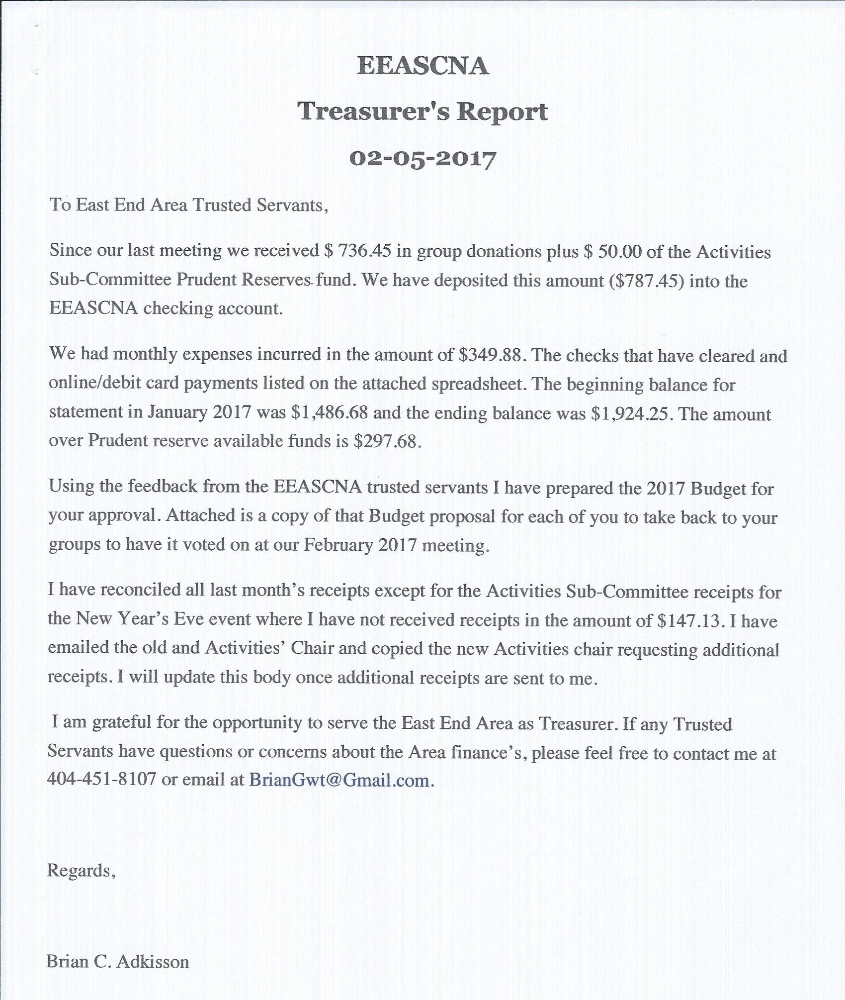 EEASCNA
Treasurer's Report
02-05-2017
To East End Area Trusted Servants,
Since our last meeting we received $ 736.45 in group donations plus $ 50.00 of the Activities
Sub-Committee Prudent Reserves fund. We have deposited this amount ($787.45) into the
EEASCNA checking account.
We had monthly expenses incurred in the amount of $349.88. The checks that have cleared and
online/debit card payments listed on the attached spreadsheet. The beginning balance for
statement in January 2017 was $1,486.68 and the ending balance was $1,924.25. The amount
over Prudent reserve available funds is $297.68.
Using the feedback from the EEASCNA trusted servants I have prepared the 2017 Budget for
your approval. Attached is a copy of that Budget proposal for each of you to take back to your
groups to have it voted on at our February 2017 meeting.
I have reconciled all last month’s receipts except for the Activities Sub-Committee receipts for
the New Year’s Eve event where I have not received receipts in the amount of $147.13. I have
emailed the old and Activities’ Chair and copied the new Activities chair requesting additional
receipts. I will update this body once additional receipts are sent to me.
I am grateful for the opportunity to serve the East End Area as Treasurer. If any Trusted
Servants have questions or concerns about the Area finance’s, please feel free to contact me at
404-451-8107 or email at BrianGwt@Gmail.com.
Regards,
Brian C. Adkisson